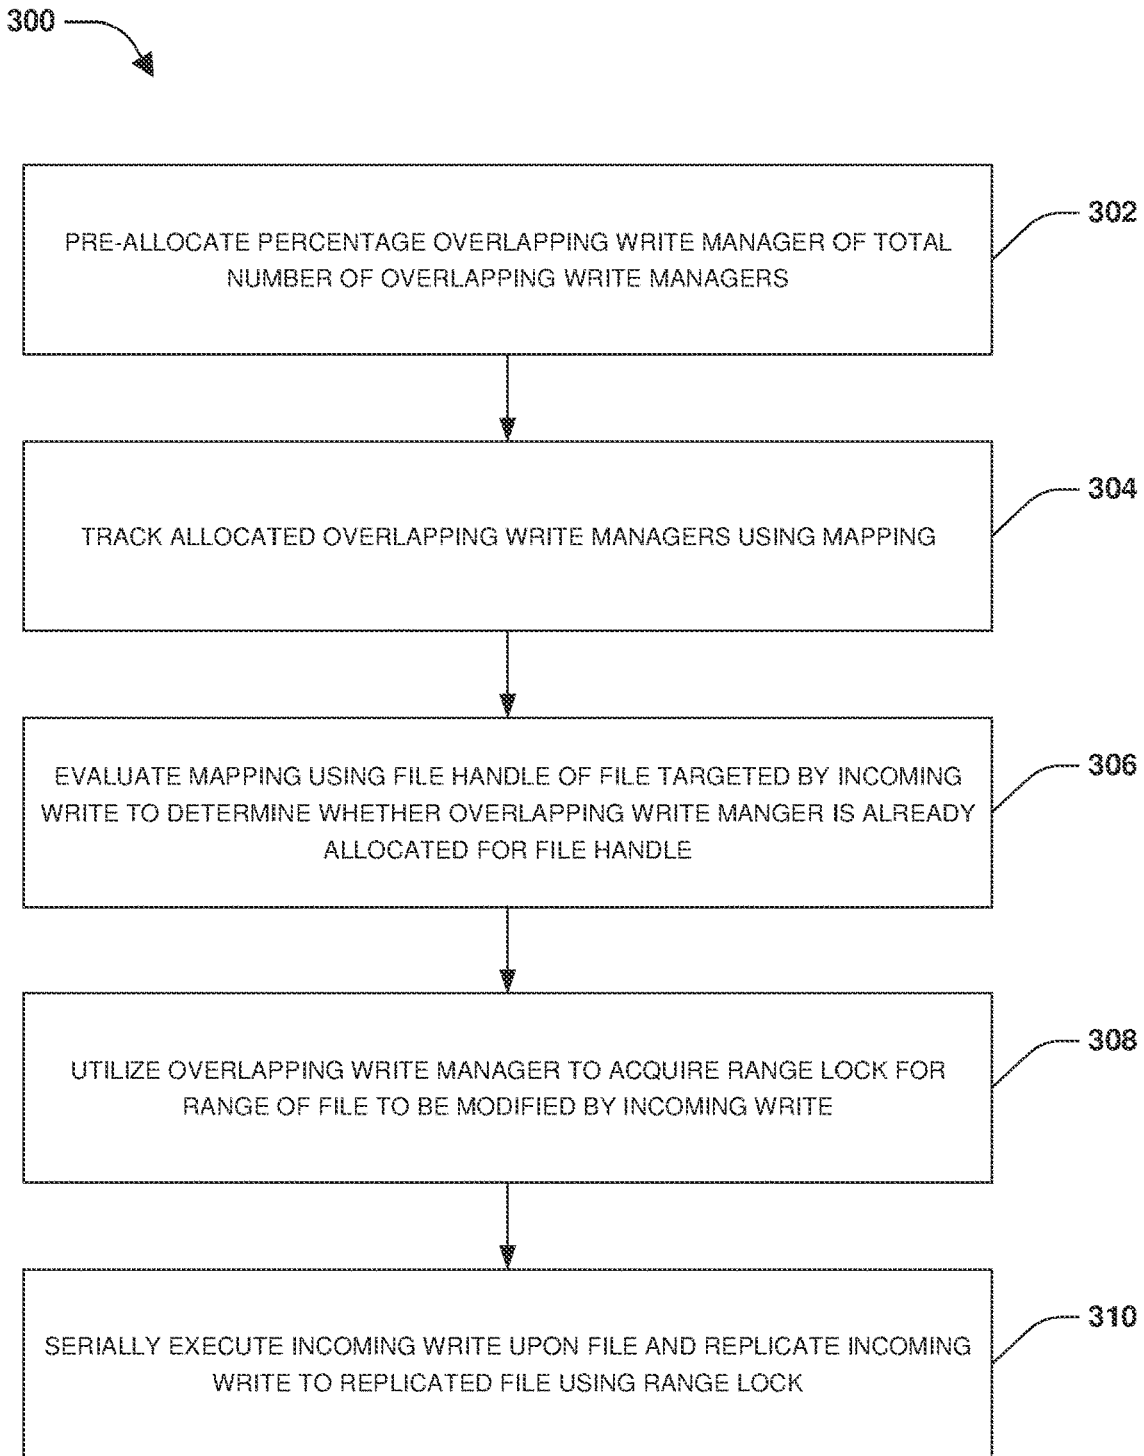 300
PRE-ALLOCATE PERCENTAGE OVERLAPPING WRITE MANAGER OF TOTAL
NUMBER OF OVERLAPPING WRITE MANAGERS
302
TRACK ALLOCATED OVERLAPPING WRITE MANAGERS USING MAPPING
304
EVALUATE MAPPING USING FILE HANDLE OF FILE TARGETED BY INCOMING
WRITE TO DETERMINE WHETHER OVERLAPPING WRITE MANGER IS ALREADY
ALLOCATED FOR FILE HANDLE
306
UTILIZE OVERLAPPING WRITE MANAGER TO ACQUIRE RANGE LOCK FOR
RANGE OF FILE TO BE MODIFIED BY INCOMING WRITE
308
SERIALLY EXECUTE INCOMING WRITE UPON FILE AND REPLICATE INCOMING
WRITE TO REPLICATED FILE USING RANGE LOCK
310